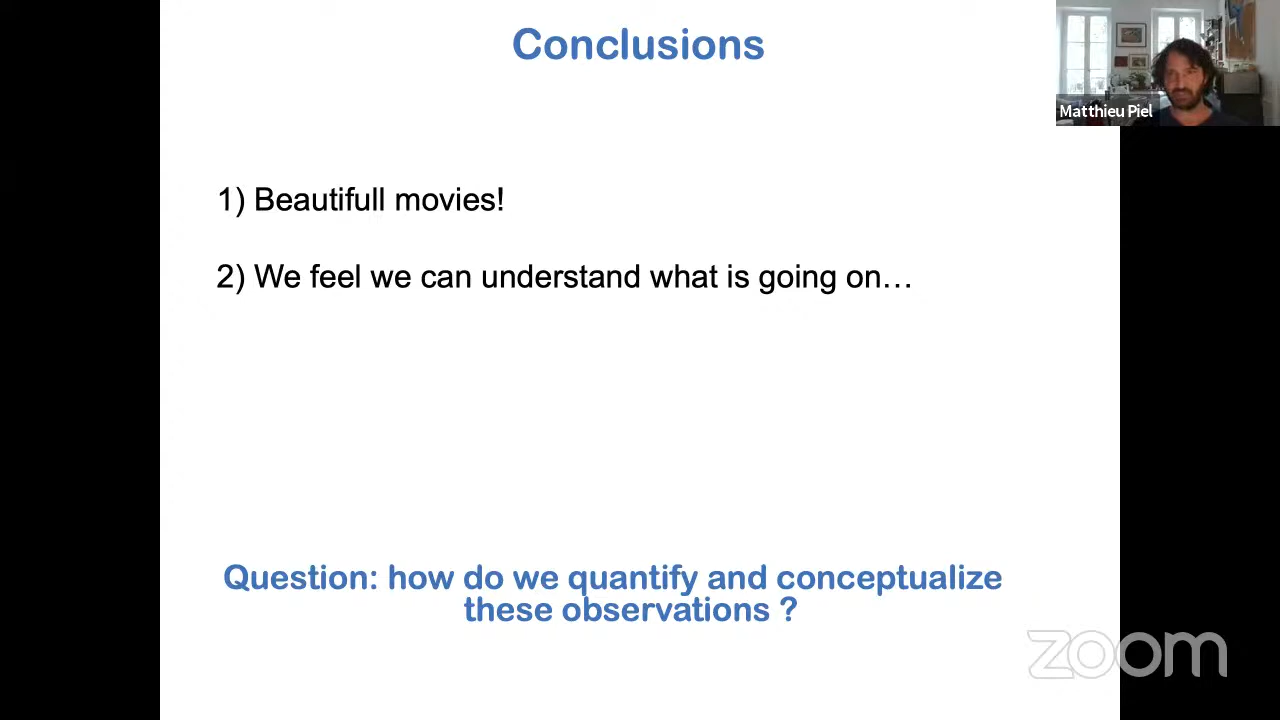 Conclusions
Matthieu Piel
1) Beautifull movies!
2) We feel we can understand what is going on…
Question: how do we quantify and conceptualize
these observations ?
zoom